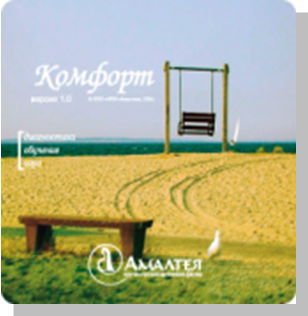 Комфорт
версия 1.0
диагностика
обучение
игра
АМАЛТЕЯ